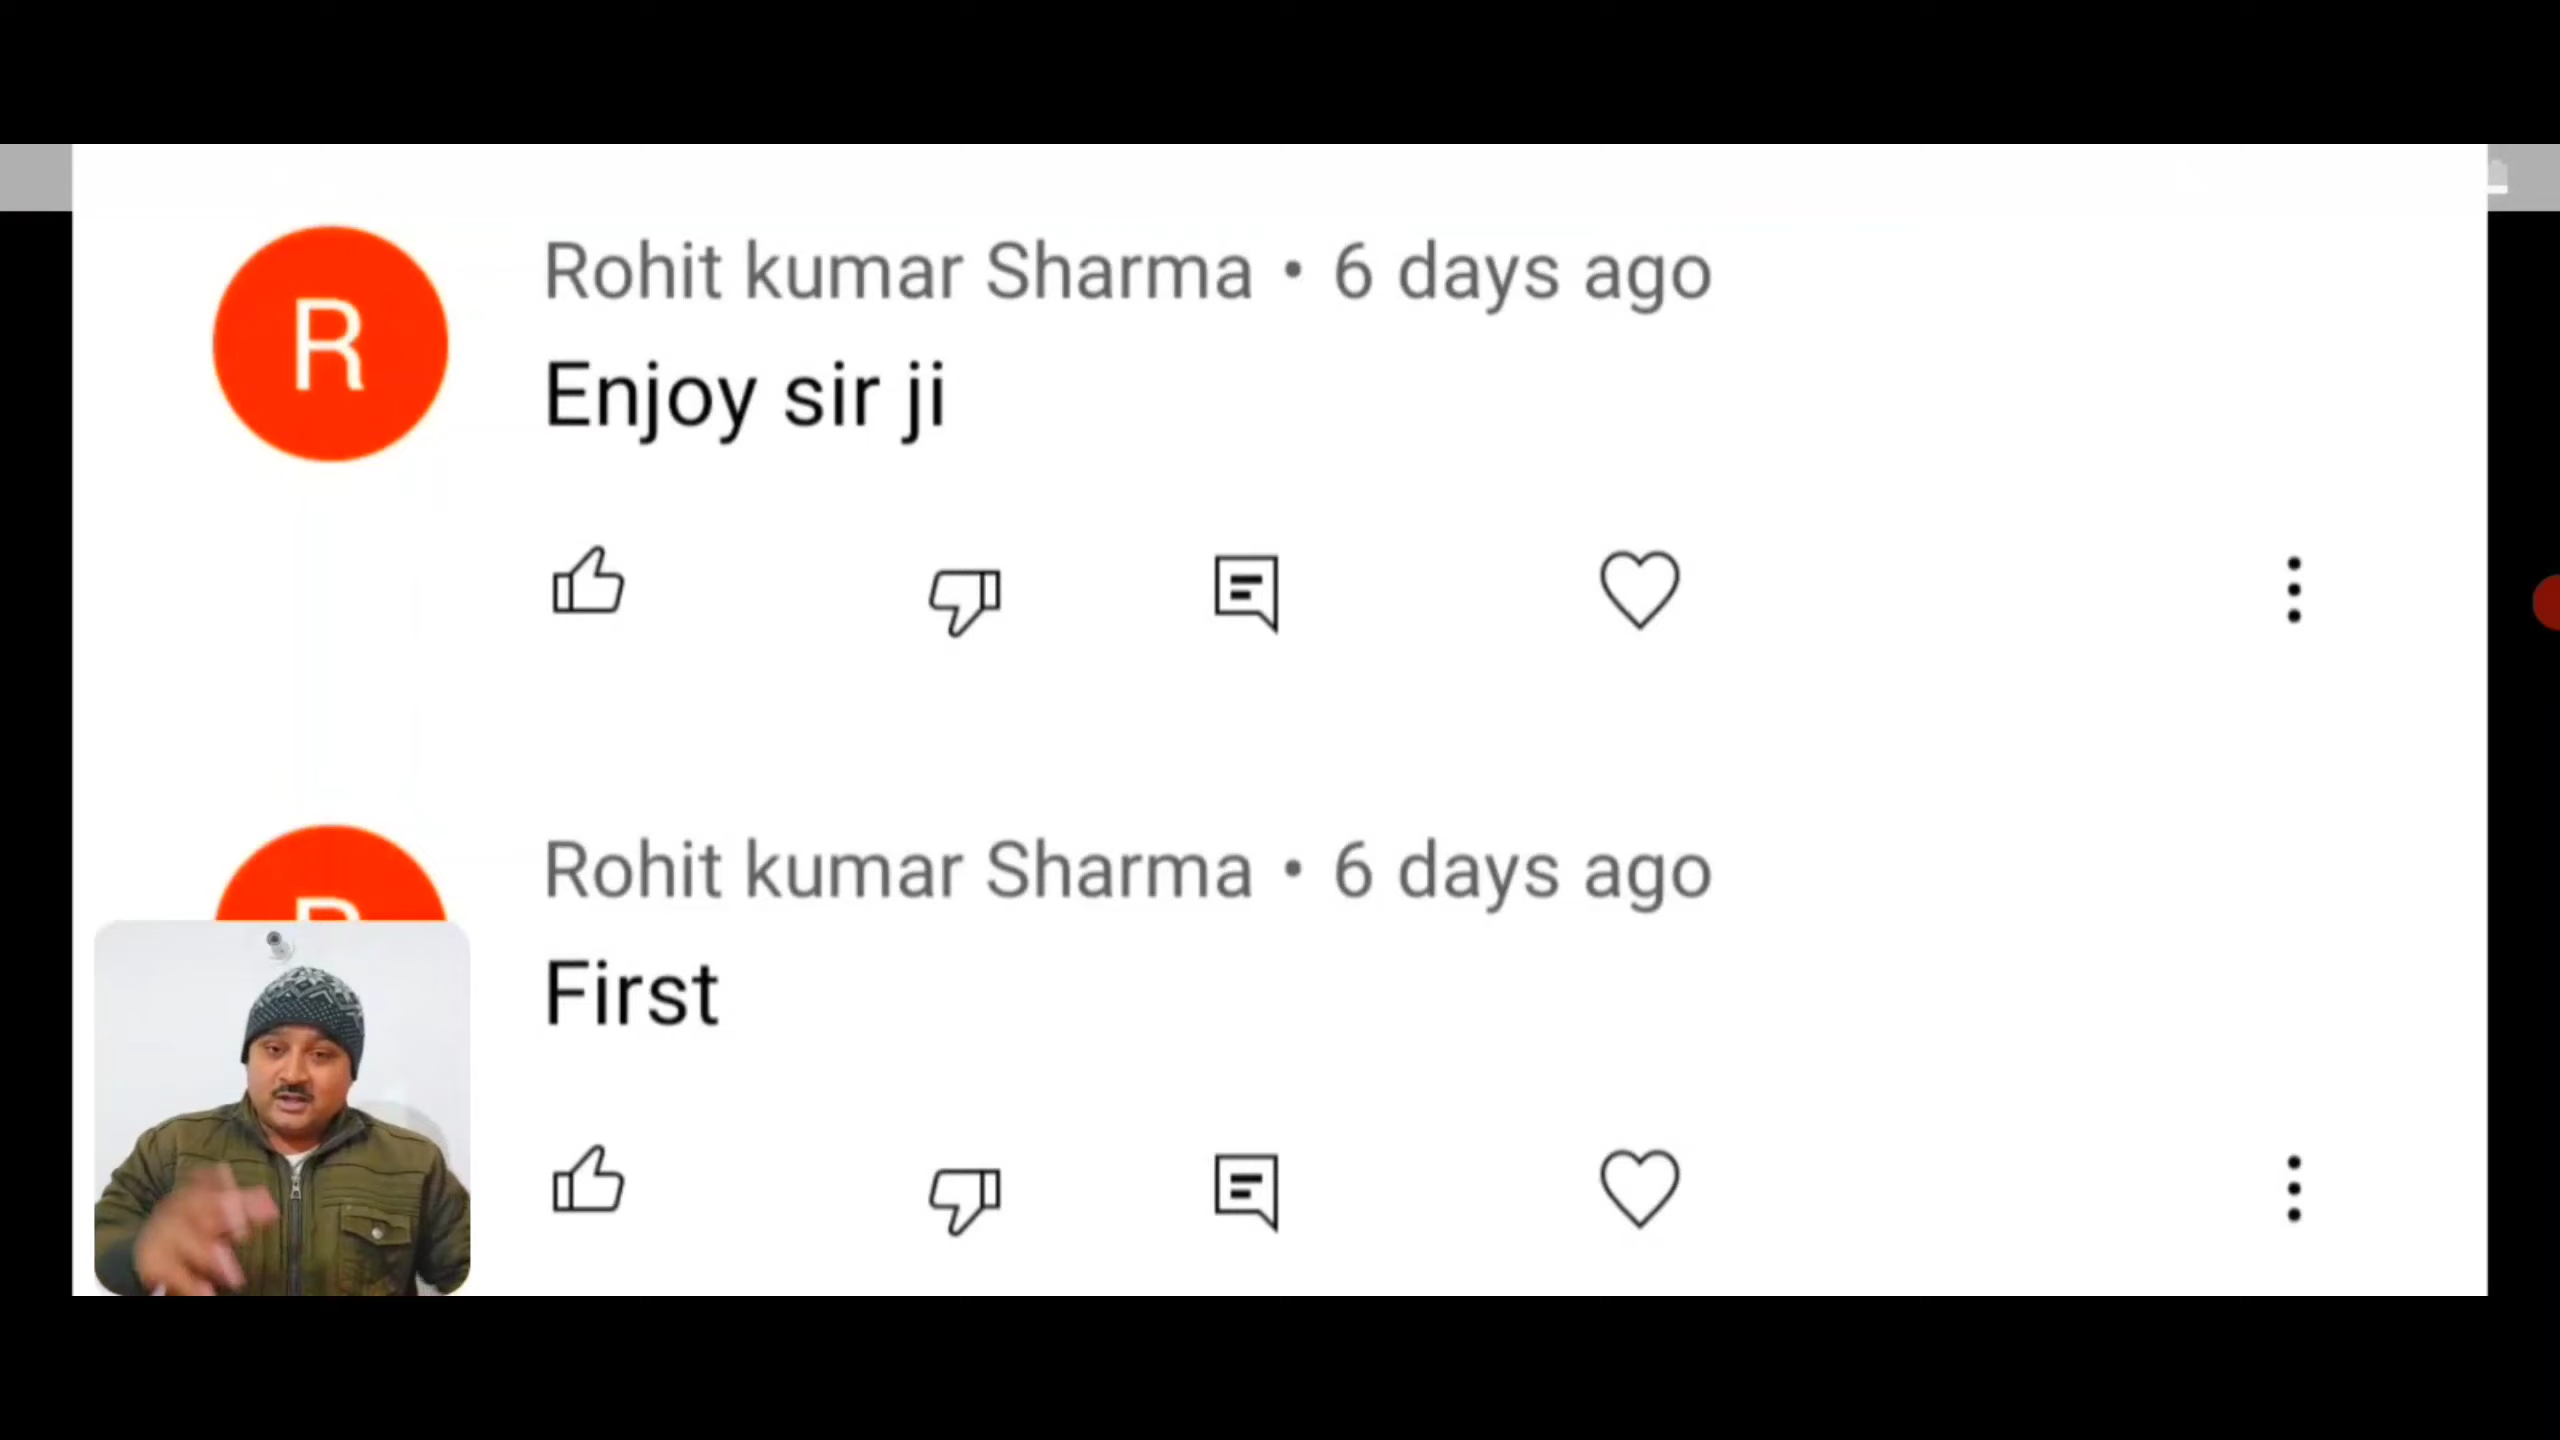 R
Rohit kumar Sharma • 6 days ago
Enjoy sir ji
Rohit kumar Sharma • 6 days ago
First